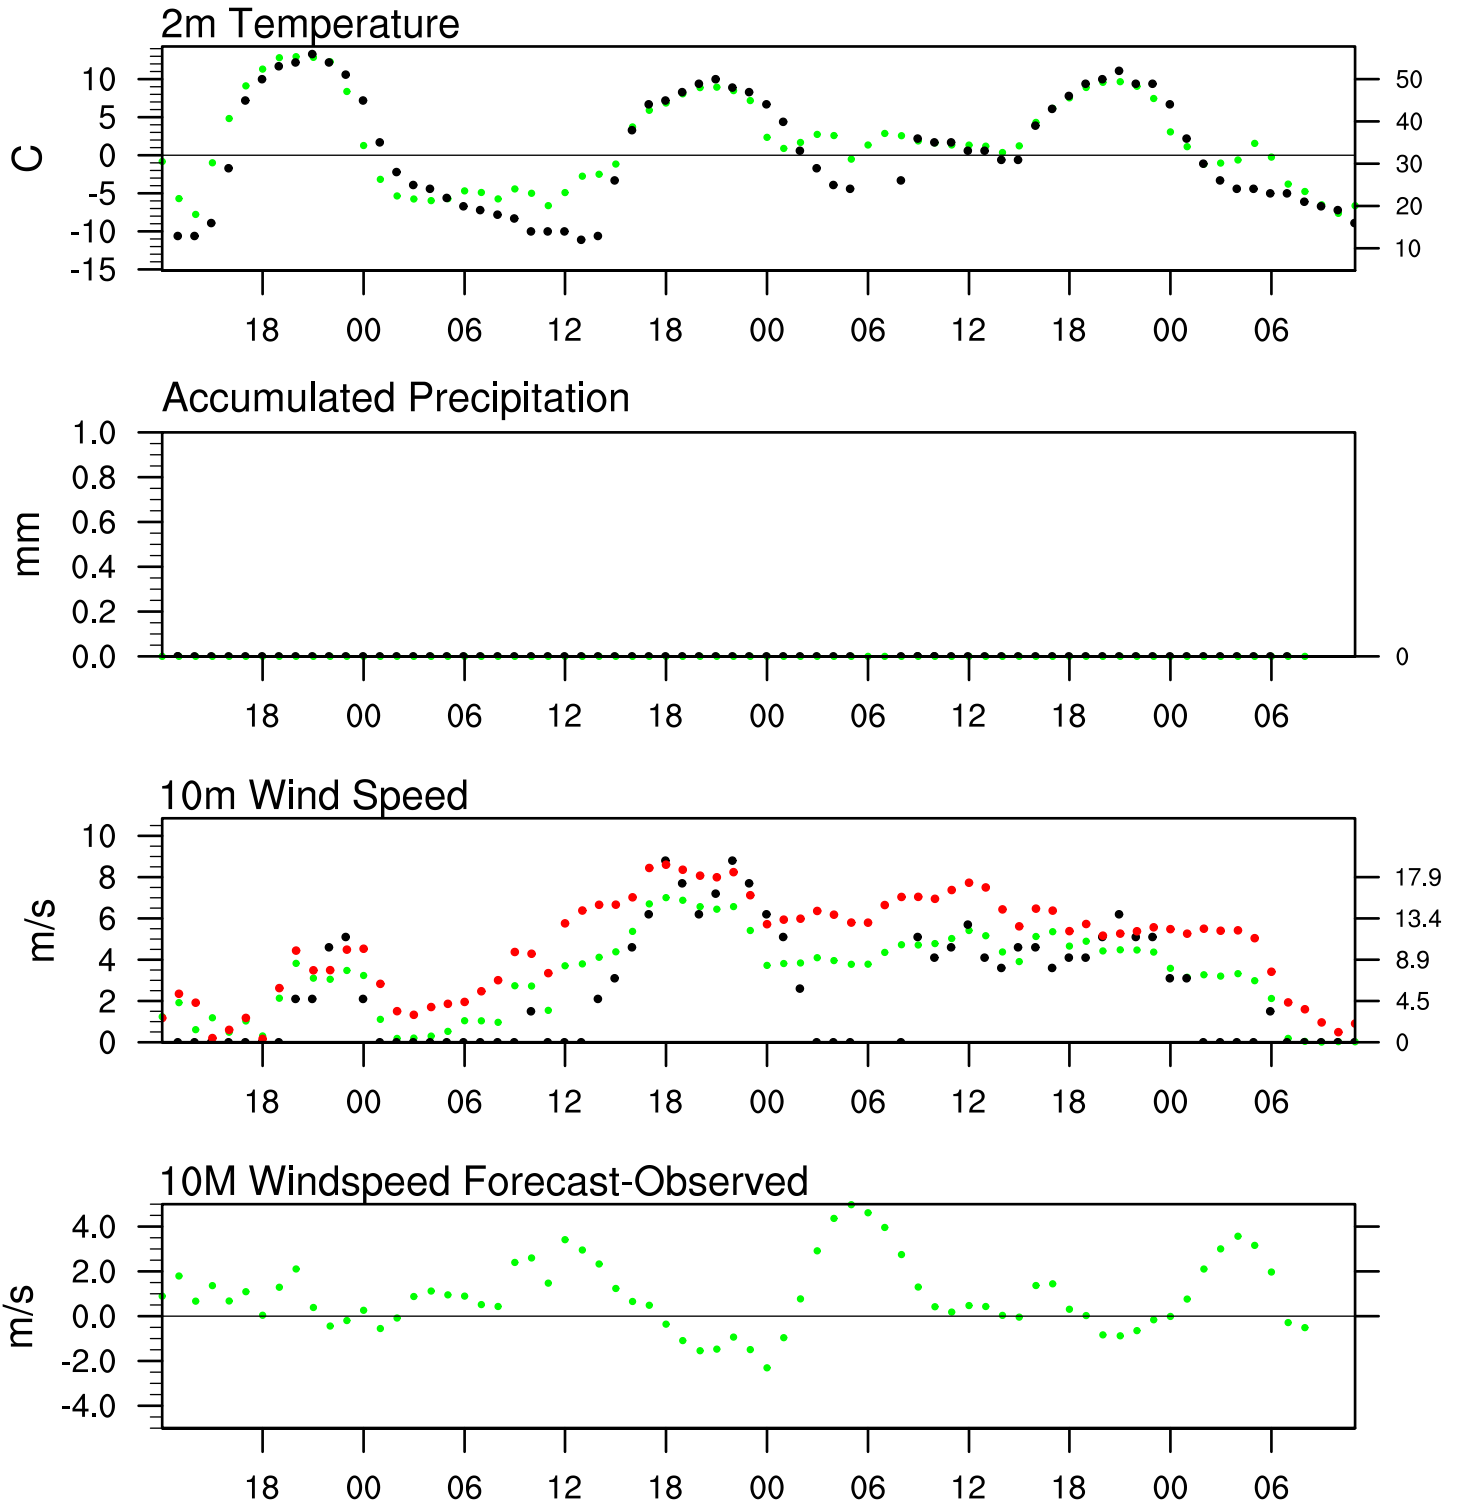 2m Temperature
10 50
5 40
0 30
-5 20
-10 10
-15
C
18 00 06 12 18 00 06 12 18 00 06
Accumulated Precipitation
1.0
0.8
0.6
0.4
0.2
0.0 0
mm
18 00 06 12 18 00 06 12 18 00 06
10m Wind Speed
10
8 17.9
6 13.4
4 8.9
2 4.5
0 0
m/s
18 00 06 12 18 00 06 12 18 00 06
10M Windspeed Forecast-Observed
4.0
2.0
0.0
-2.0
-4.0
m/s
18 00 06 12 18 00 06 12 18 00 06